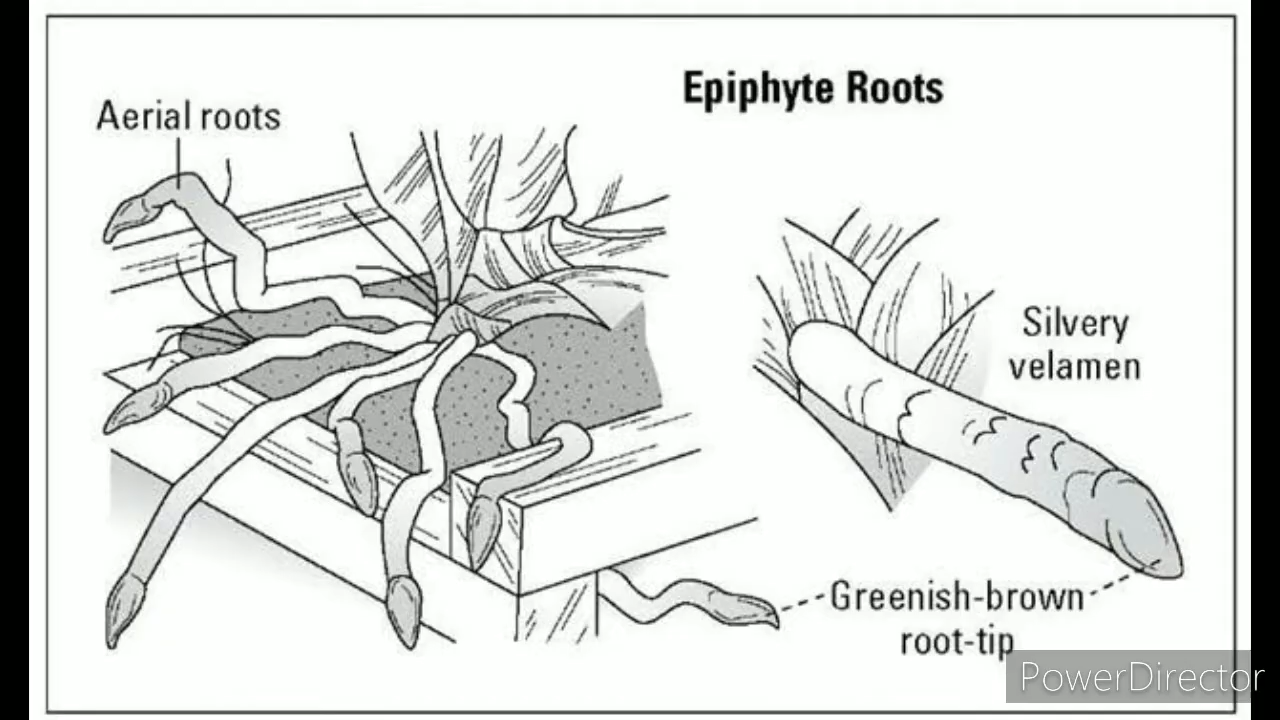 Epiphyte Roots
Aerial roots
Silvery
velamen
Greenish-brown
root-tip
PowerDirector